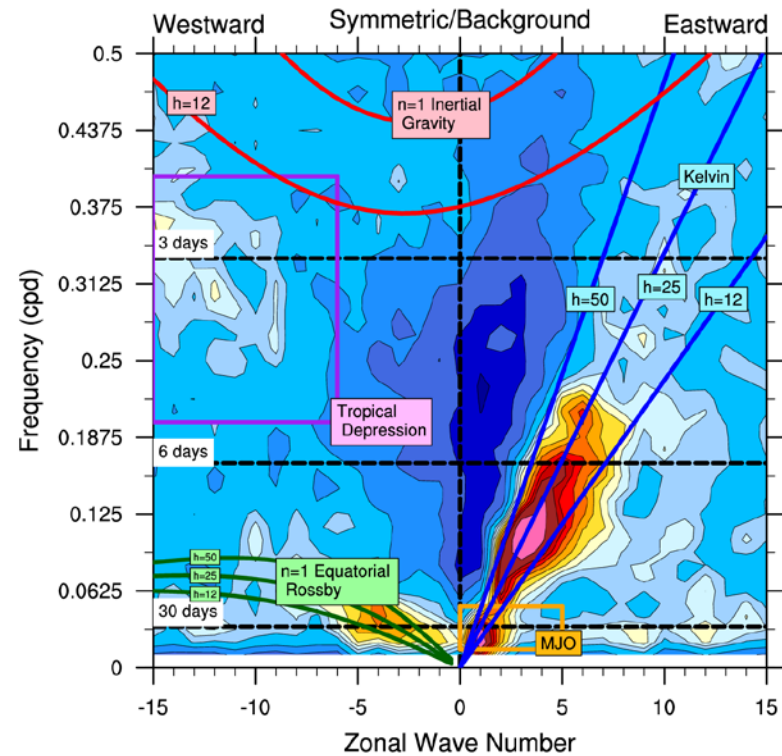 Westward
Symmetric/Background
Eastward
0.5
h=12
n=1 Inertial
Gravity
0.4375
Kelvin
0.375
3 days
0.3125
h=50
h=25
h=12
Frequency (cpd)
0.25
Tropical
Depression
0.1875
6 days
0.125
h=50
h=25
h=12
n=1 Equatorial
Rossby
0.0625
30 days
MJO
0
-15
-10
-5
0
5
10
15
Zonal Wave Number